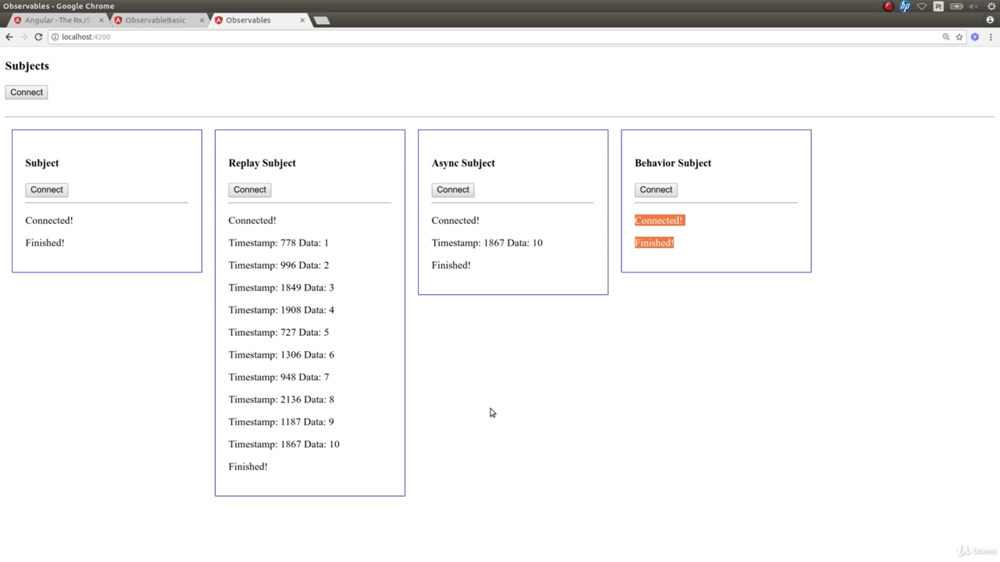 Observables - Google Chrome
Pt
Angular - The RxJS
ObservableBasic
Observables
localhost:4200
Subjects
Connect
Subject
Connect
Connected!
Finished!
Replay Subject
Connect
Connected!
Timestamp: 778 Data: 1
Timestamp: 996 Data: 2
Timestamp: 1849 Data: 3
Timestamp: 1908 Data: 4
Timestamp: 727 Data: 5
Timestamp: 1306 Data: 6
Timestamp: 948 Data: 7
Timestamp: 2136 Data: 8
Timestamp: 1187 Data: 9
Timestamp: 1867 Data: 10
Finished!
Async Subject
Connect
Connected!
Timestamp: 1867 Data: 10
Finished!
Behavior Subject
Connect
Connected!
Finished!
Udemy